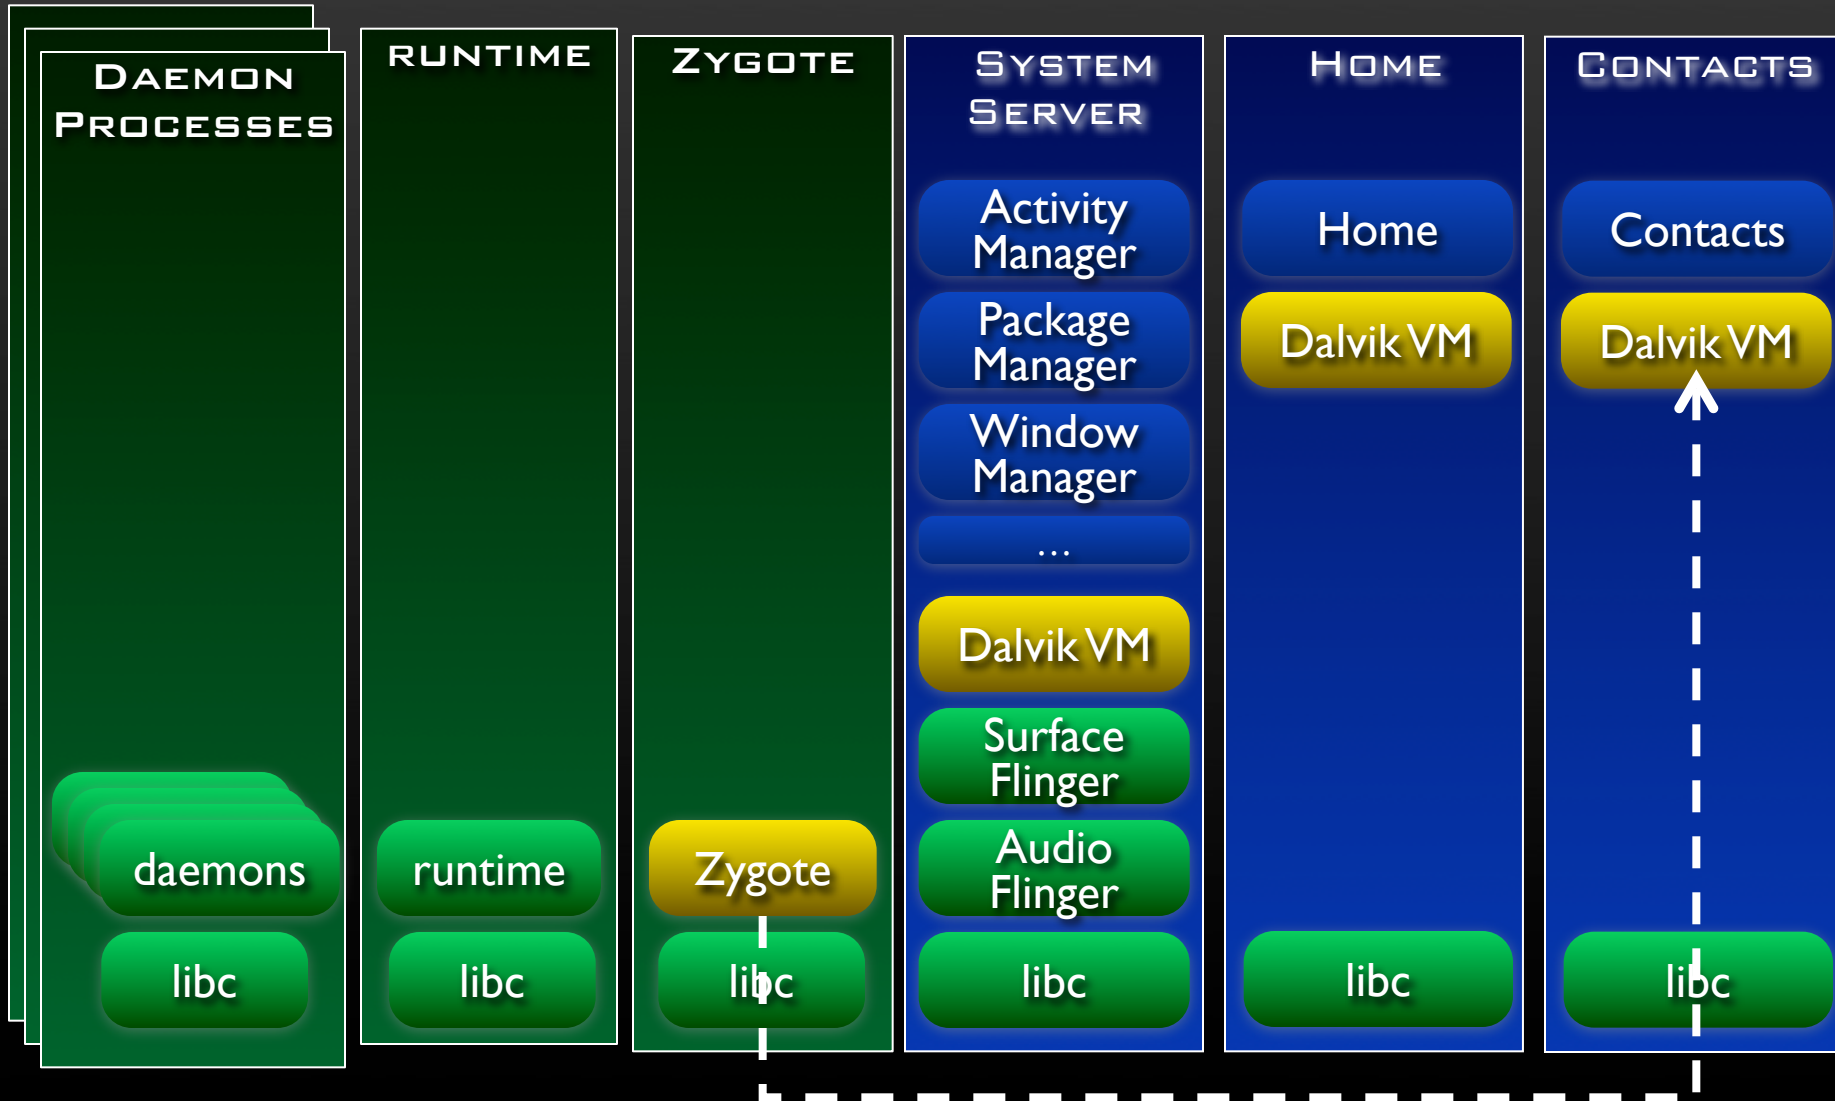 Daemon
Processes
daemons
libc
runtime
runtime
libc
Zygote
Zygote
libc
System
Server
Activity
Manager
Package
Manager
Window
Manager
...
Dalvik VM
Surface
Flinger
Audio
Flinger
libc
Home
Home
Dalvik VM
libc
Contacts
Contacts
Dalvik VM
libc